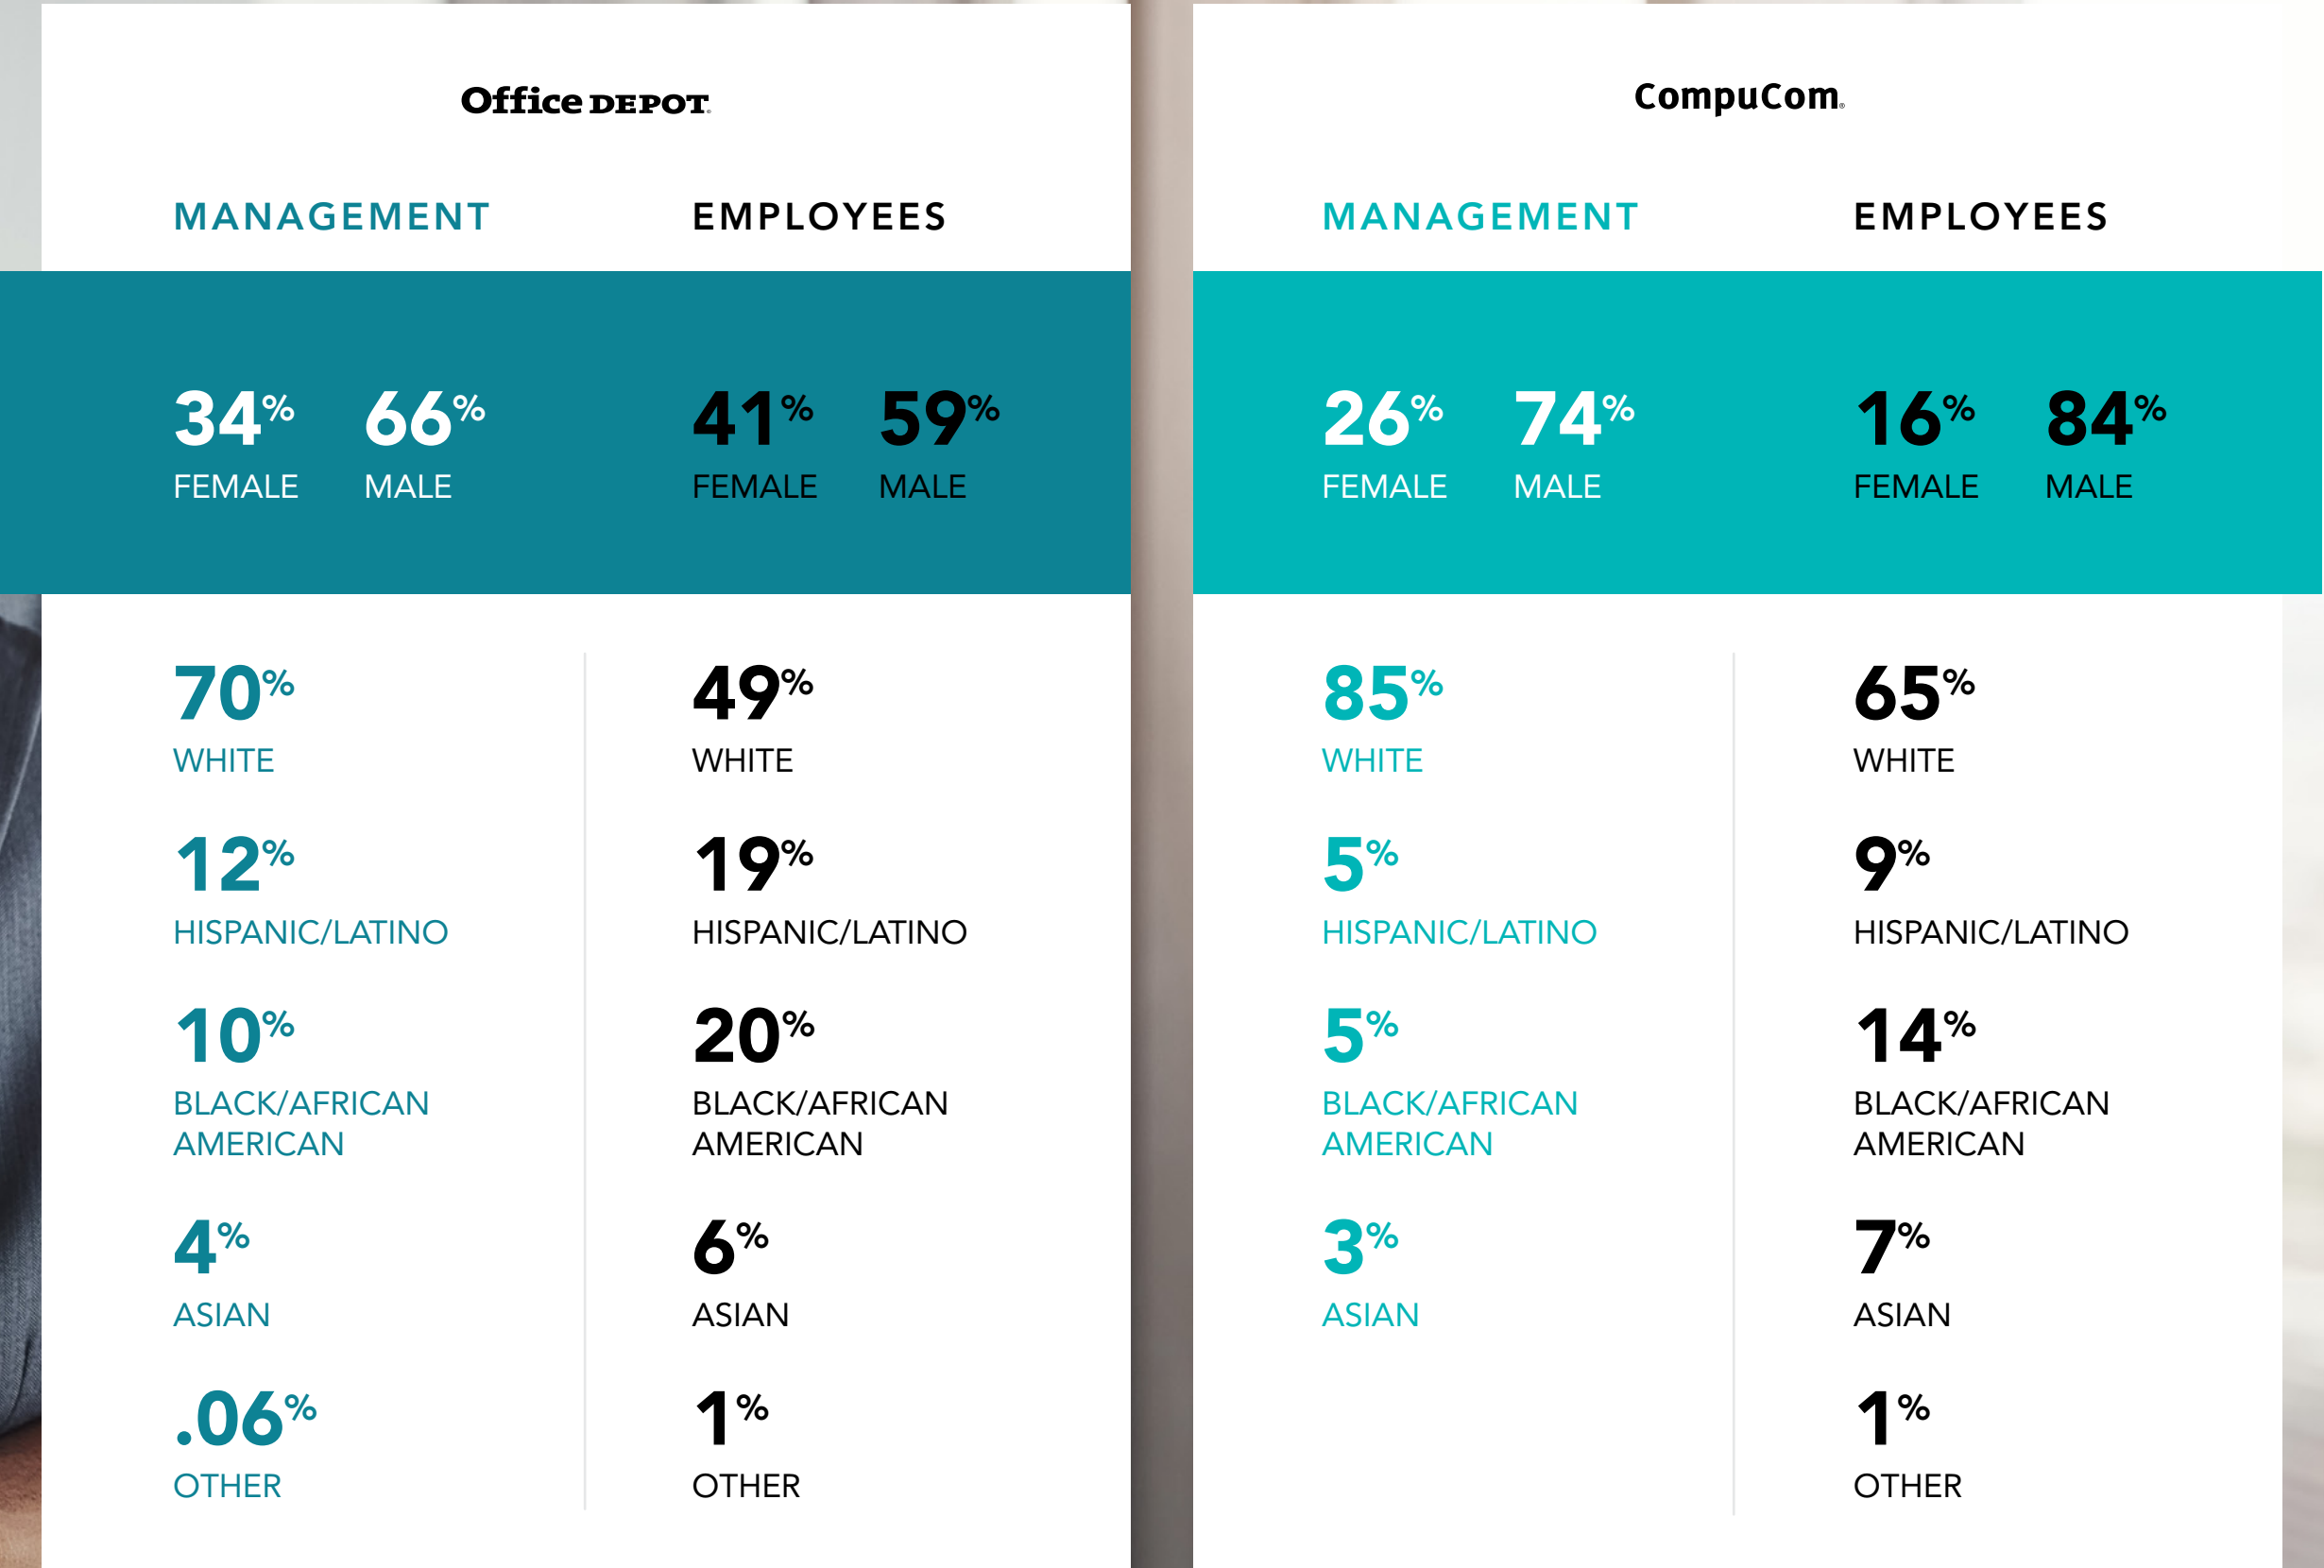 Office DEPOT®
MANAGEMENT EMPLOYEES
34% 66% 41% 59%
FEMALE MALE FEMALE MALE
70% 49%
WHITE WHITE
12% 19%
HISPANIC/LATINO HISPANIC/LATINO
10% 20%
BLACK/AFRICAN BLACK/AFRICAN
AMERICAN AMERICAN
4% 6%
ASIAN ASIAN
.06% 1%
OTHER OTHER
CompuCom®
MANAGEMENT EMPLOYEES
26% 74% 16% 84%
FEMALE MALE FEMALE MALE
85% 65%
WHITE WHITE
5% 9%
HISPANIC/LATINO HISPANIC/LATINO
5% 14%
BLACK/AFRICAN BLACK/AFRICAN
AMERICAN AMERICAN
3% 7%
ASIAN ASIAN
1%
OTHER